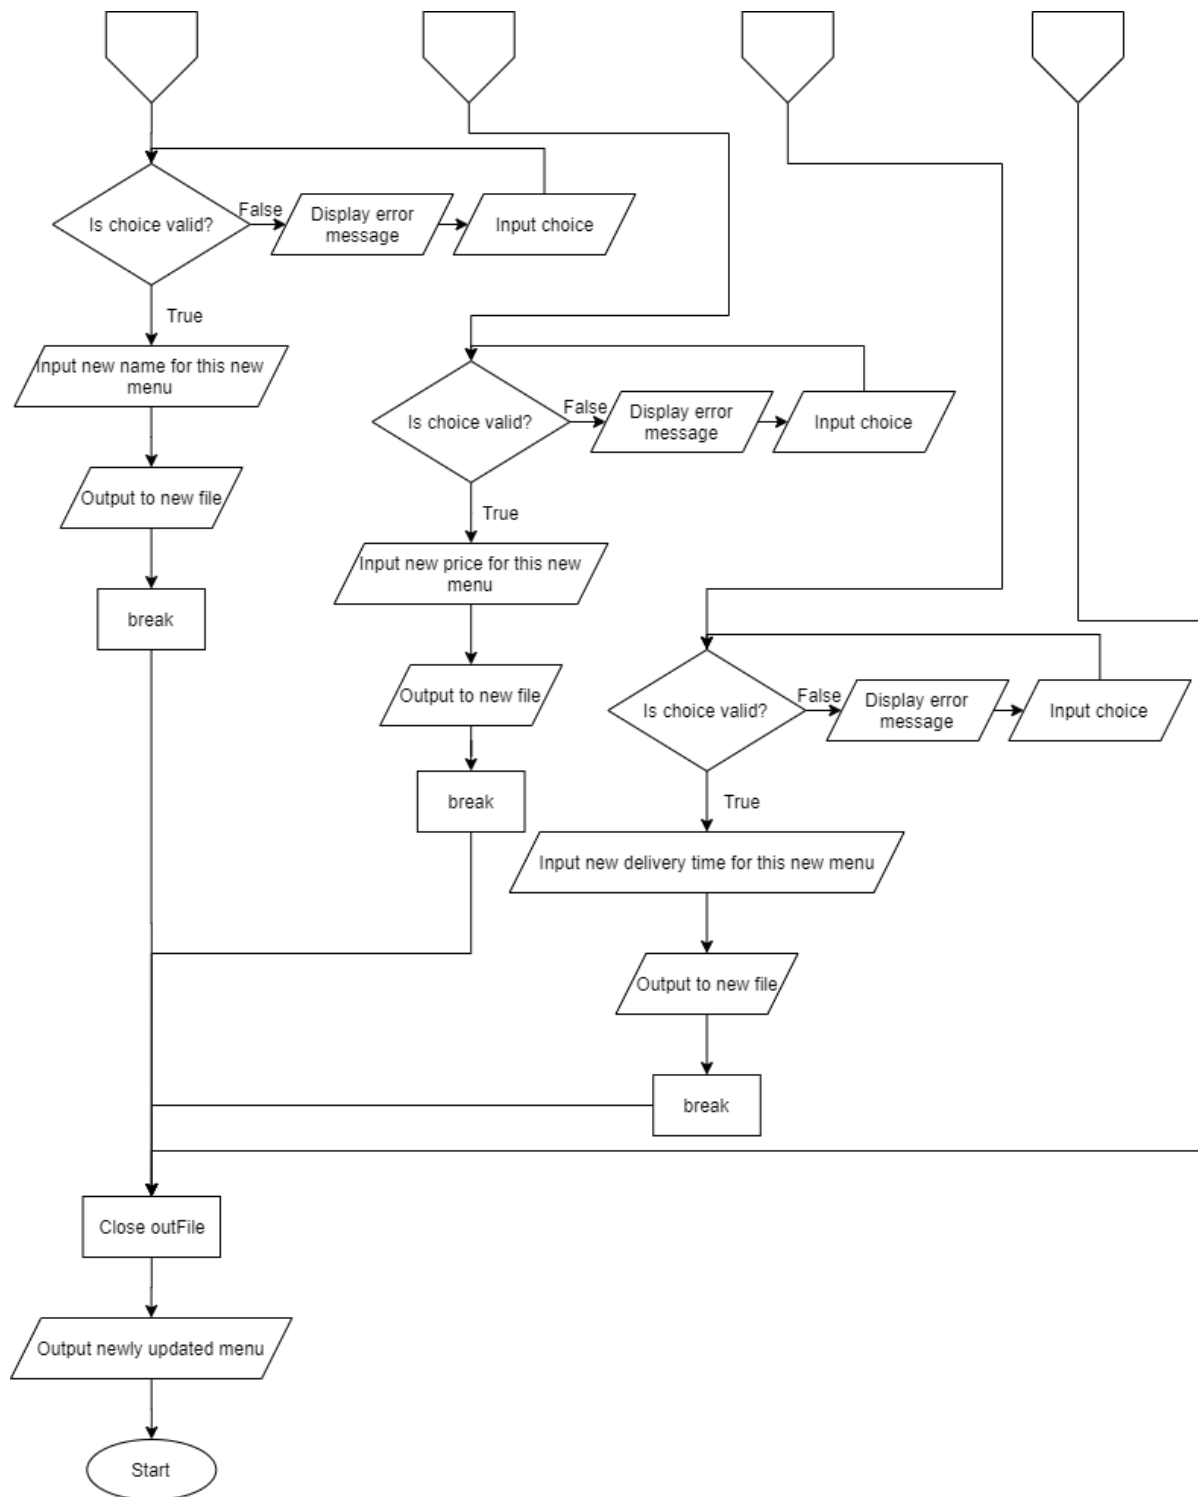 Is choice valid?
False
Display error
message
Input choice
True
Input new name for this new
menu
Output to new file
break
Is choice valid?
False
Display error
message
Input choice
True
Input new price for this new
menu
Output to new file
break
Is choice valid?
False
Display error
message
Input choice
True
Input new delivery time for this new menu
Output to new file
break
Close outFile
Output newly updated menu
Start